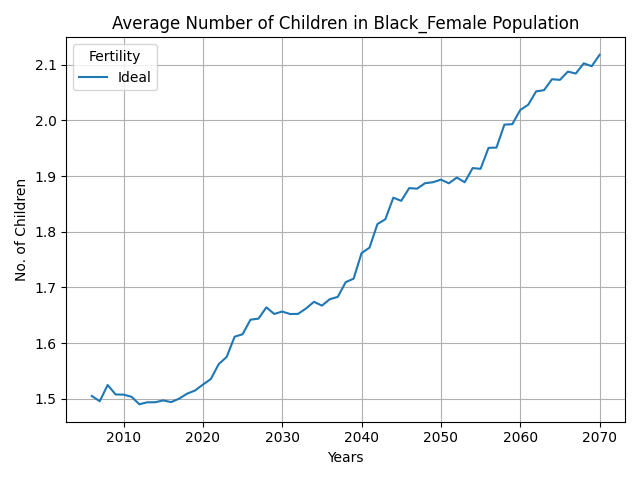 Average Number of Children in Black_Female Population
Fertility
Ideal
No. of Children
2.1
2.0
1.9
1.8
1.7
1.6
1.5
2010 2020 2030 2040 2050 2060 2070
Years